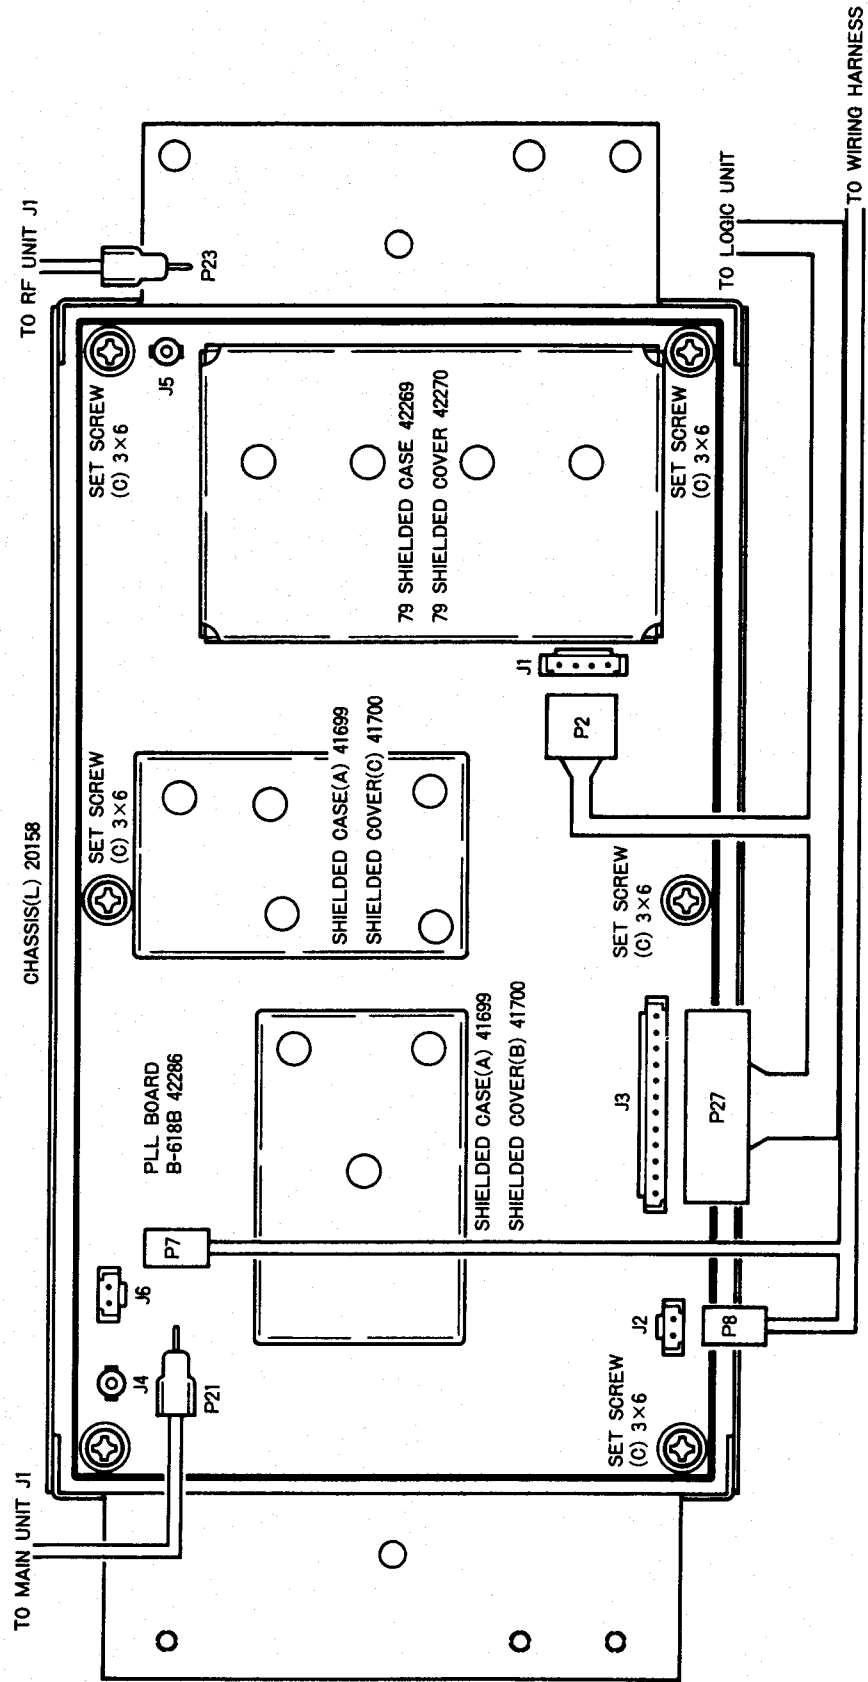 TO MAIN UNIT J1
CHASSIS(L) 20158
TO RF UNIT J1
P23
J5
SET SCREW
(C) 3×6
SET SCREW
(C) 3×6
J4
P21
J6
P7
PLL BOARD
B-618B 42286
SHIELDED CASE(A) 41699
SHIELDED COVER(C) 41700
79 SHIELDED CASE 42269
79 SHIELDED COVER 42270
SHIELDED CASE(A) 41699
SHIELDED COVER(B) 41700
J1
P2
SET SCREW
(C) 3×6
J2
P8
J3
P27
SET SCREW
(C) 3×6
SET SCREW
(C) 3×6
TO LOGIC UNIT
TO WIRING HARNESS